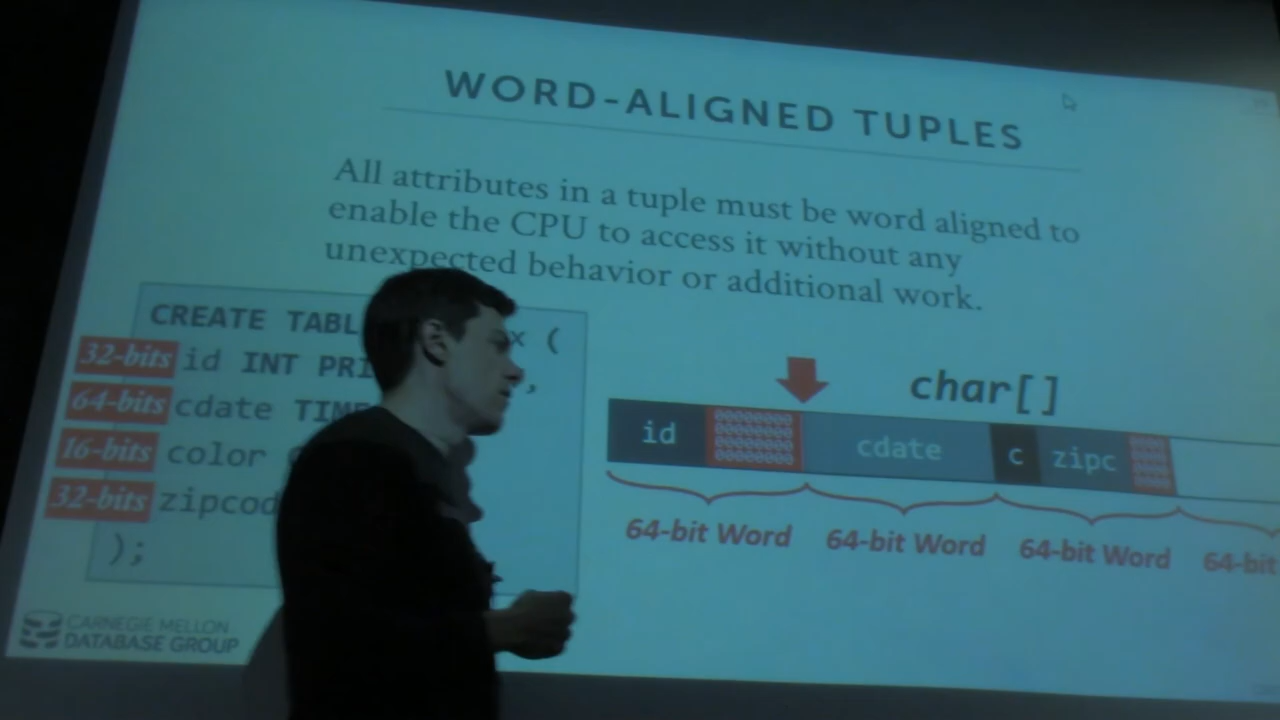 WORD-ALIGNED TUPLES
All attributes in a tuple must be word aligned to
enable the CPU to access it without any
unexpected behavior or additional work.
CREATE TABL x (
32-bits id INT PRI ,
64-bits cdate TIME
16-bits color
32-bits zipcod
);
char[]
id cdate c zipc
64-bit Word 64-bit Word 64-bit Word 64-bit
CARNEGIE MELLON
DATABASE GROUP